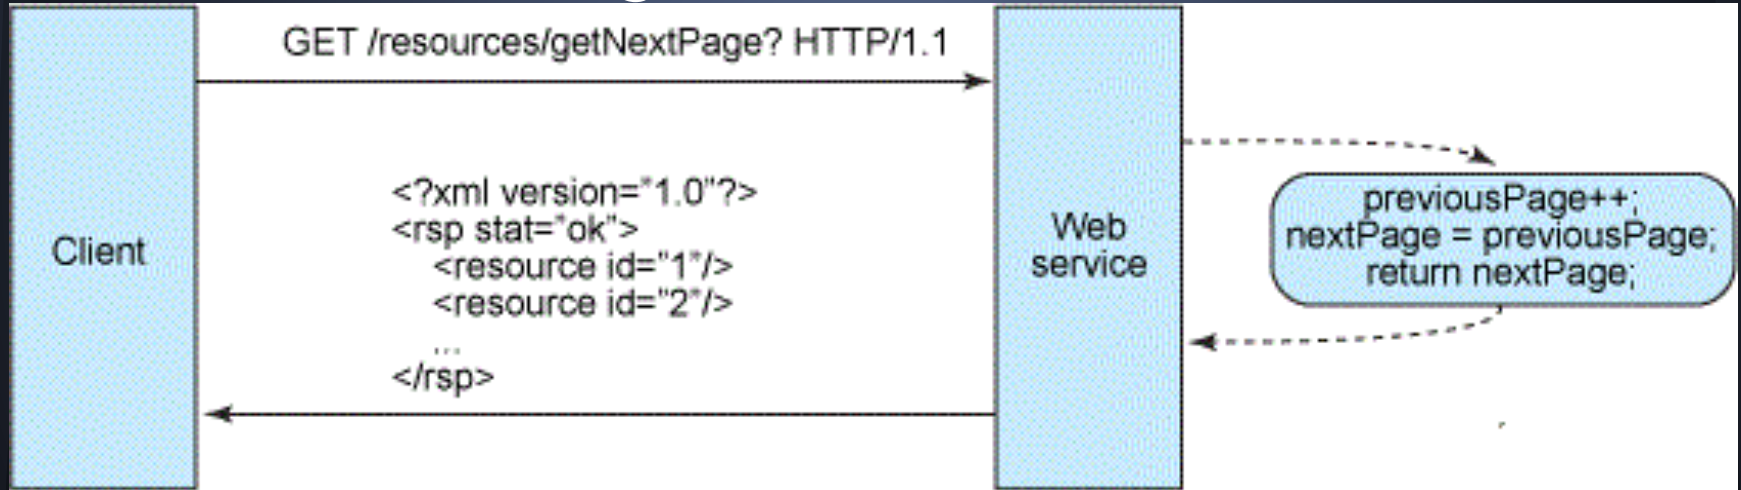 GET /resources/getNextPage? HTTP/1.1
<?xml version="1.0"?>
<rsp stat="ok">
<resource id="1"/>
<resource id="2"/>
...
</rsp>
Client
Web
service
previousPage++;
nextPage = previousPage;
return nextPage;